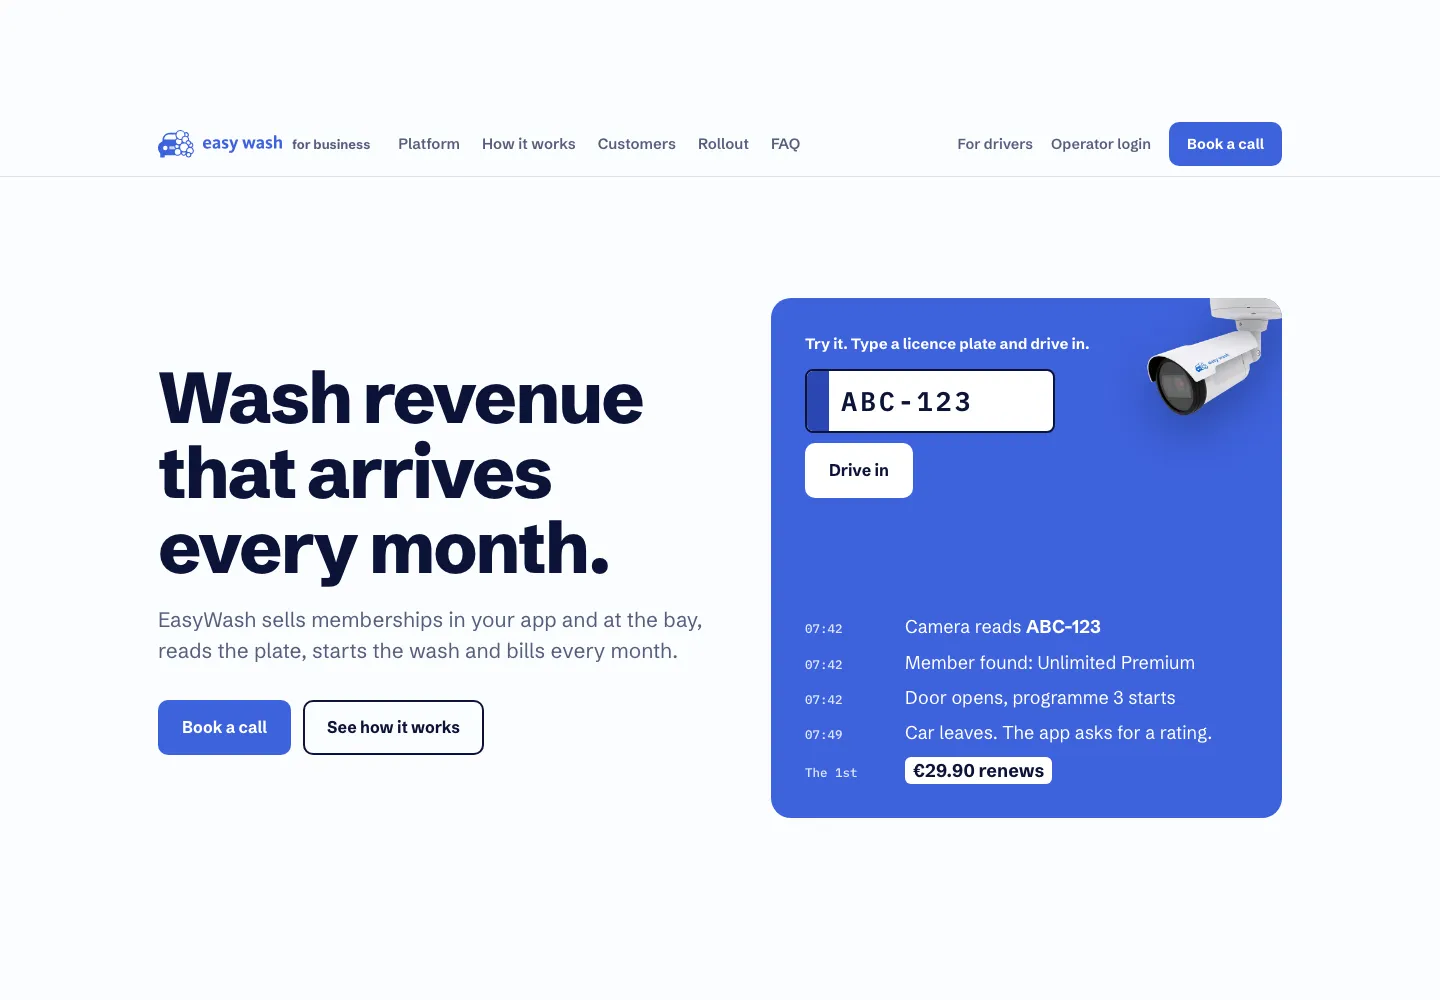 easy wash for business Platform How it works Customers Rollout FAQ For drivers Operator login Book a call
Wash revenue
that arrives
every month.
EasyWash sells memberships in your app and at the bay,
reads the plate, starts the wash and bills every month.
Book a call See how it works
Try it. Type a licence plate and drive in.
easy wash
ABC-123
Drive in
07:42 Camera reads ABC-123
07:42 Member found: Unlimited Premium
07:42 Door opens, programme 3 starts
07:49 Car leaves. The app asks for a rating.
The 1st €29.90 renews